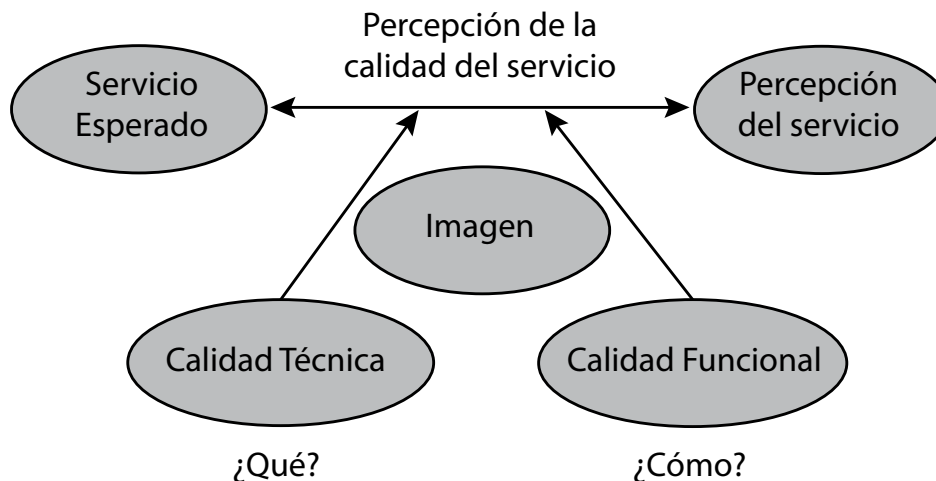 Percepción de la
calidad del servicio
Servicio
Esperado
Percepción
del servicio
Imagen
Calidad Técnica
Calidad Funcional
¿Qué?
¿Cómo?